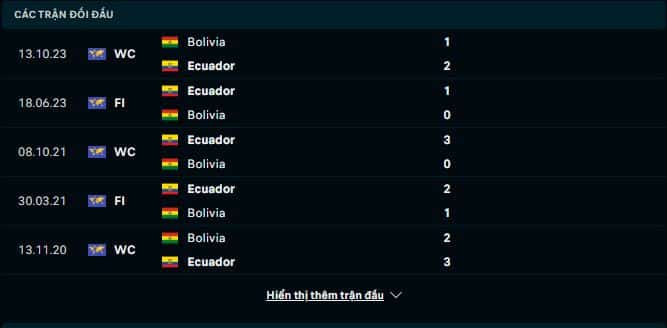 CÁC TRẬN ĐỐI ĐẦU
13.10.23 WC Bolivia 1
Ecuador 2
18.06.23 FI Ecuador 1
Bolivia 0
08.10.21 WC Ecuador 3
Bolivia 0
30.03.21 FI Ecuador 2
Bolivia 1
13.11.20 WC Bolivia 2
Ecuador 3
Hiển thị thêm trận đấu